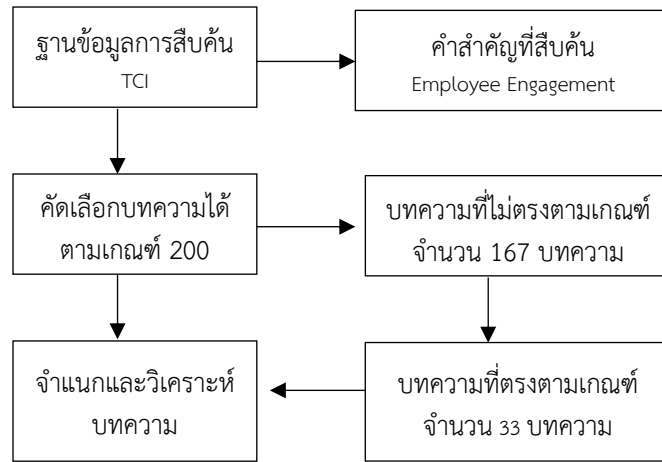 ฐานข้อมูลการสืบค้น
TCI
คำสำคัญที่สืบค้น
Employee Engagement
คัดเลือกบทความได้
ตามเกณฑ์ 200
บทความที่ไม่ตรงตามเกณฑ์
จำนวน 167 บทความ
จำแนกและวิเคราะห์
บทความ
บทความที่ตรงตามเกณฑ์
จำนวน 33 บทความ